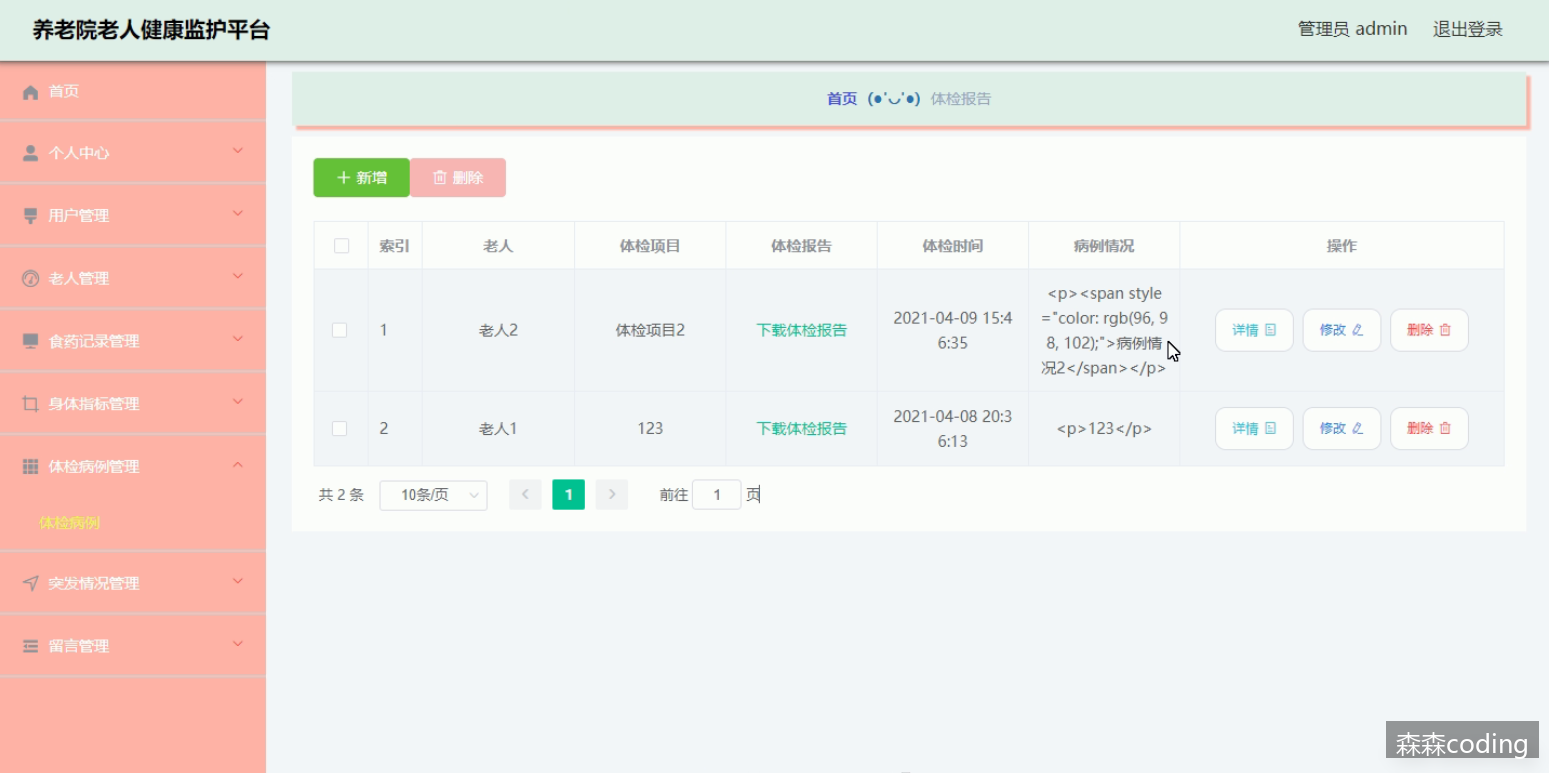 养老院老人健康监护平台
管理员 admin 退出登录
首页
个人中心
用户管理
老人管理
食药记录管理
身体指标管理
体检病例管理
体检病例
突发情况管理
留言管理
首页 (●'◡'●) 体检报告
新增 删除
索引 老人 体检项目 体检报告 体检时间 病例情况 操作
1 老人2 体检项目2 下载体检报告
2021-04-09 15:4
6:35
<p><span style
="color: rgb(96, 9
8, 102);">病例情
况2</span></p>
详情 修改 删除
2 老人1 123 下载体检报告
2021-04-08 20:3
6:13
<p>123</p>
详情 修改 删除
共 2 条 10条/页 1 前往 1 页
森森coding